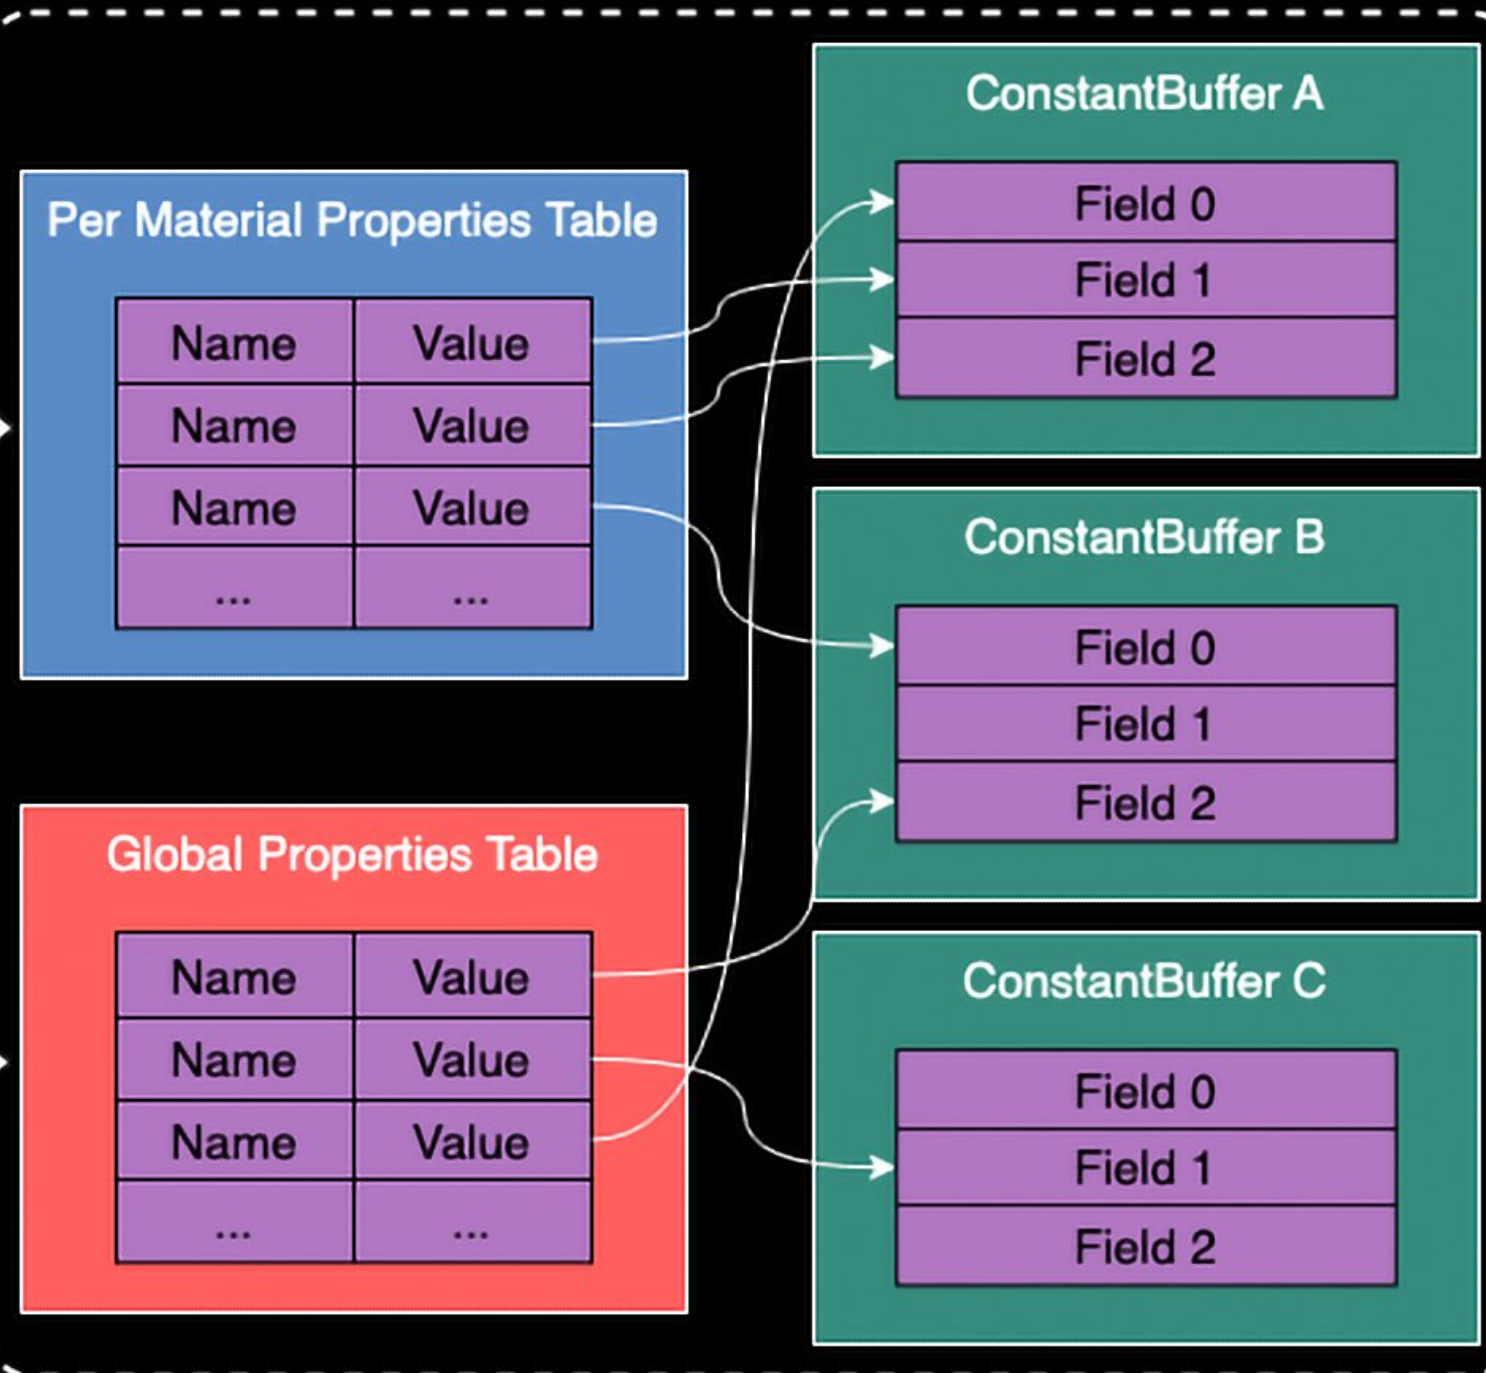 Per Material Properties Table
Name Value
Name Value
Name Value
... ...
Global Properties Table
Name Value
Name Value
Name Value
... ...
ConstantBuffer A
Field 0
Field 1
Field 2
ConstantBuffer B
Field 0
Field 1
Field 2
ConstantBuffer C
Field 0
Field 1
Field 2